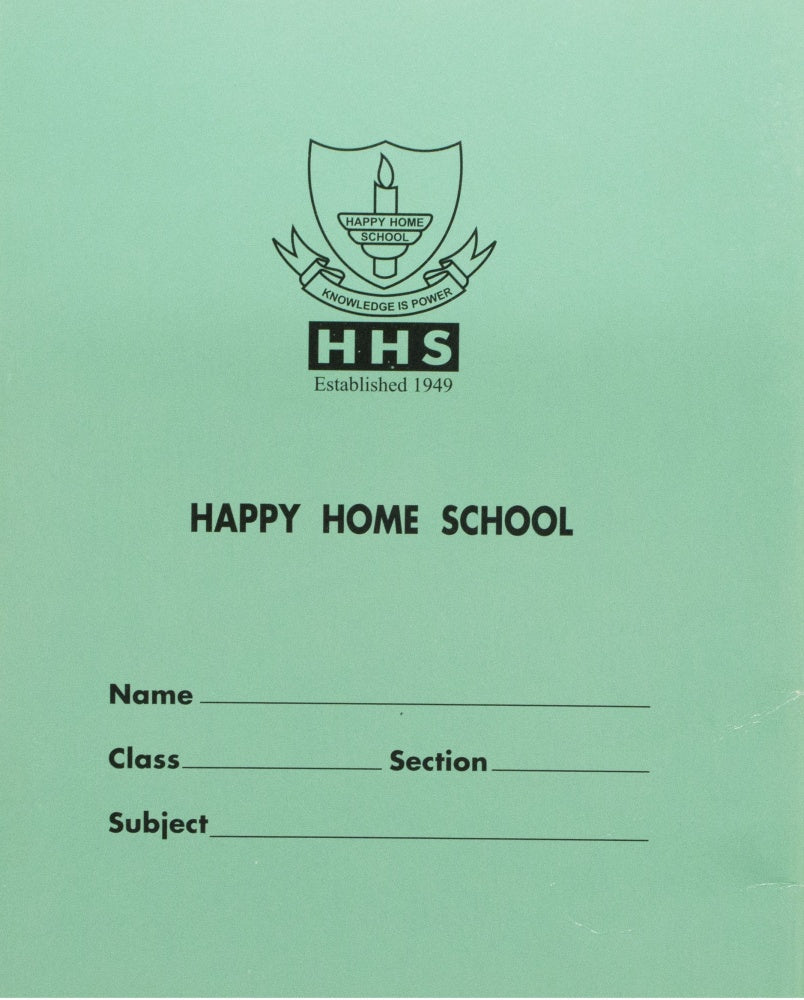 HAPPY HOME
SCHOOL
KNOWLEDGE IS POWER
HHS
Established 1949
HAPPY HOME SCHOOL
Name
Class Section
Subject